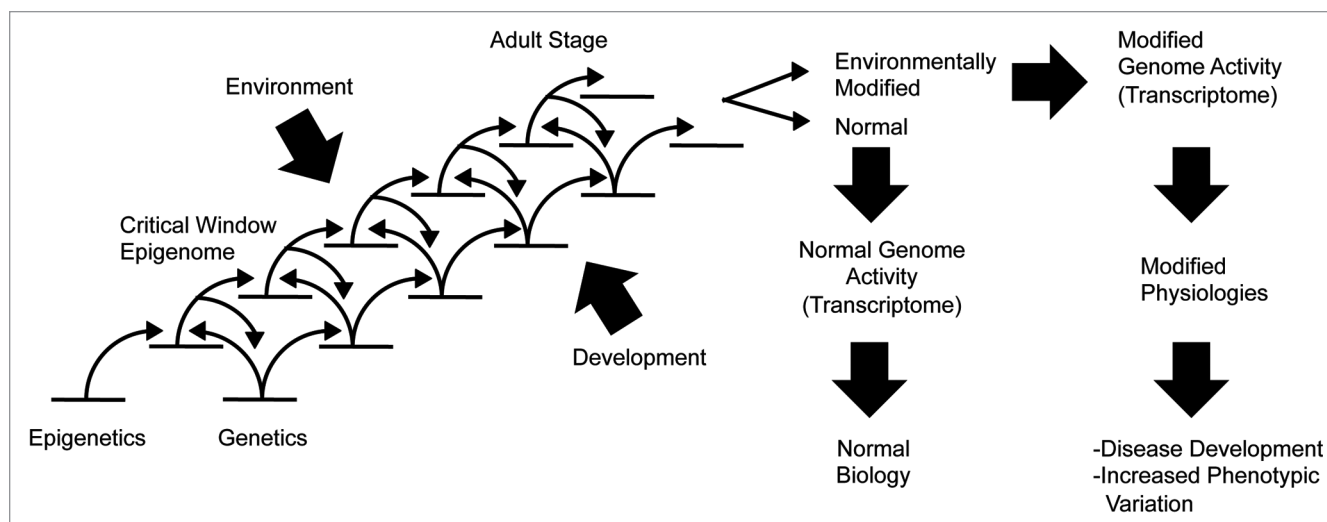 Adult Stage
Environment
Critical Window
Epigenome
Development
Epigenetics
Genetics
Environmentally
Modified
Normal
Normal Genome
Activity
(Transcriptome)
Normal
Biology
Modified
Genome Activity
(Transcriptome)
Modified
Physiologies
-Disease Development
-Increased Phenotypic
Variation